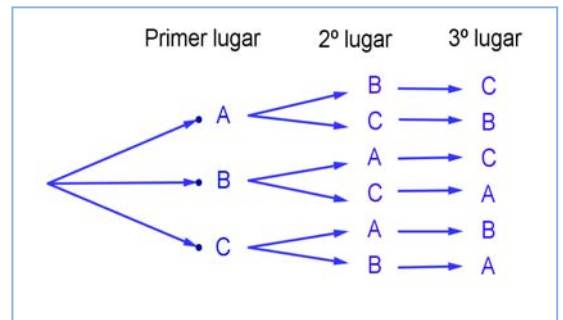 Primer lugar 2º lugar 3º lugar
B C
A
C B
A C
B
C A
A B
C
B A